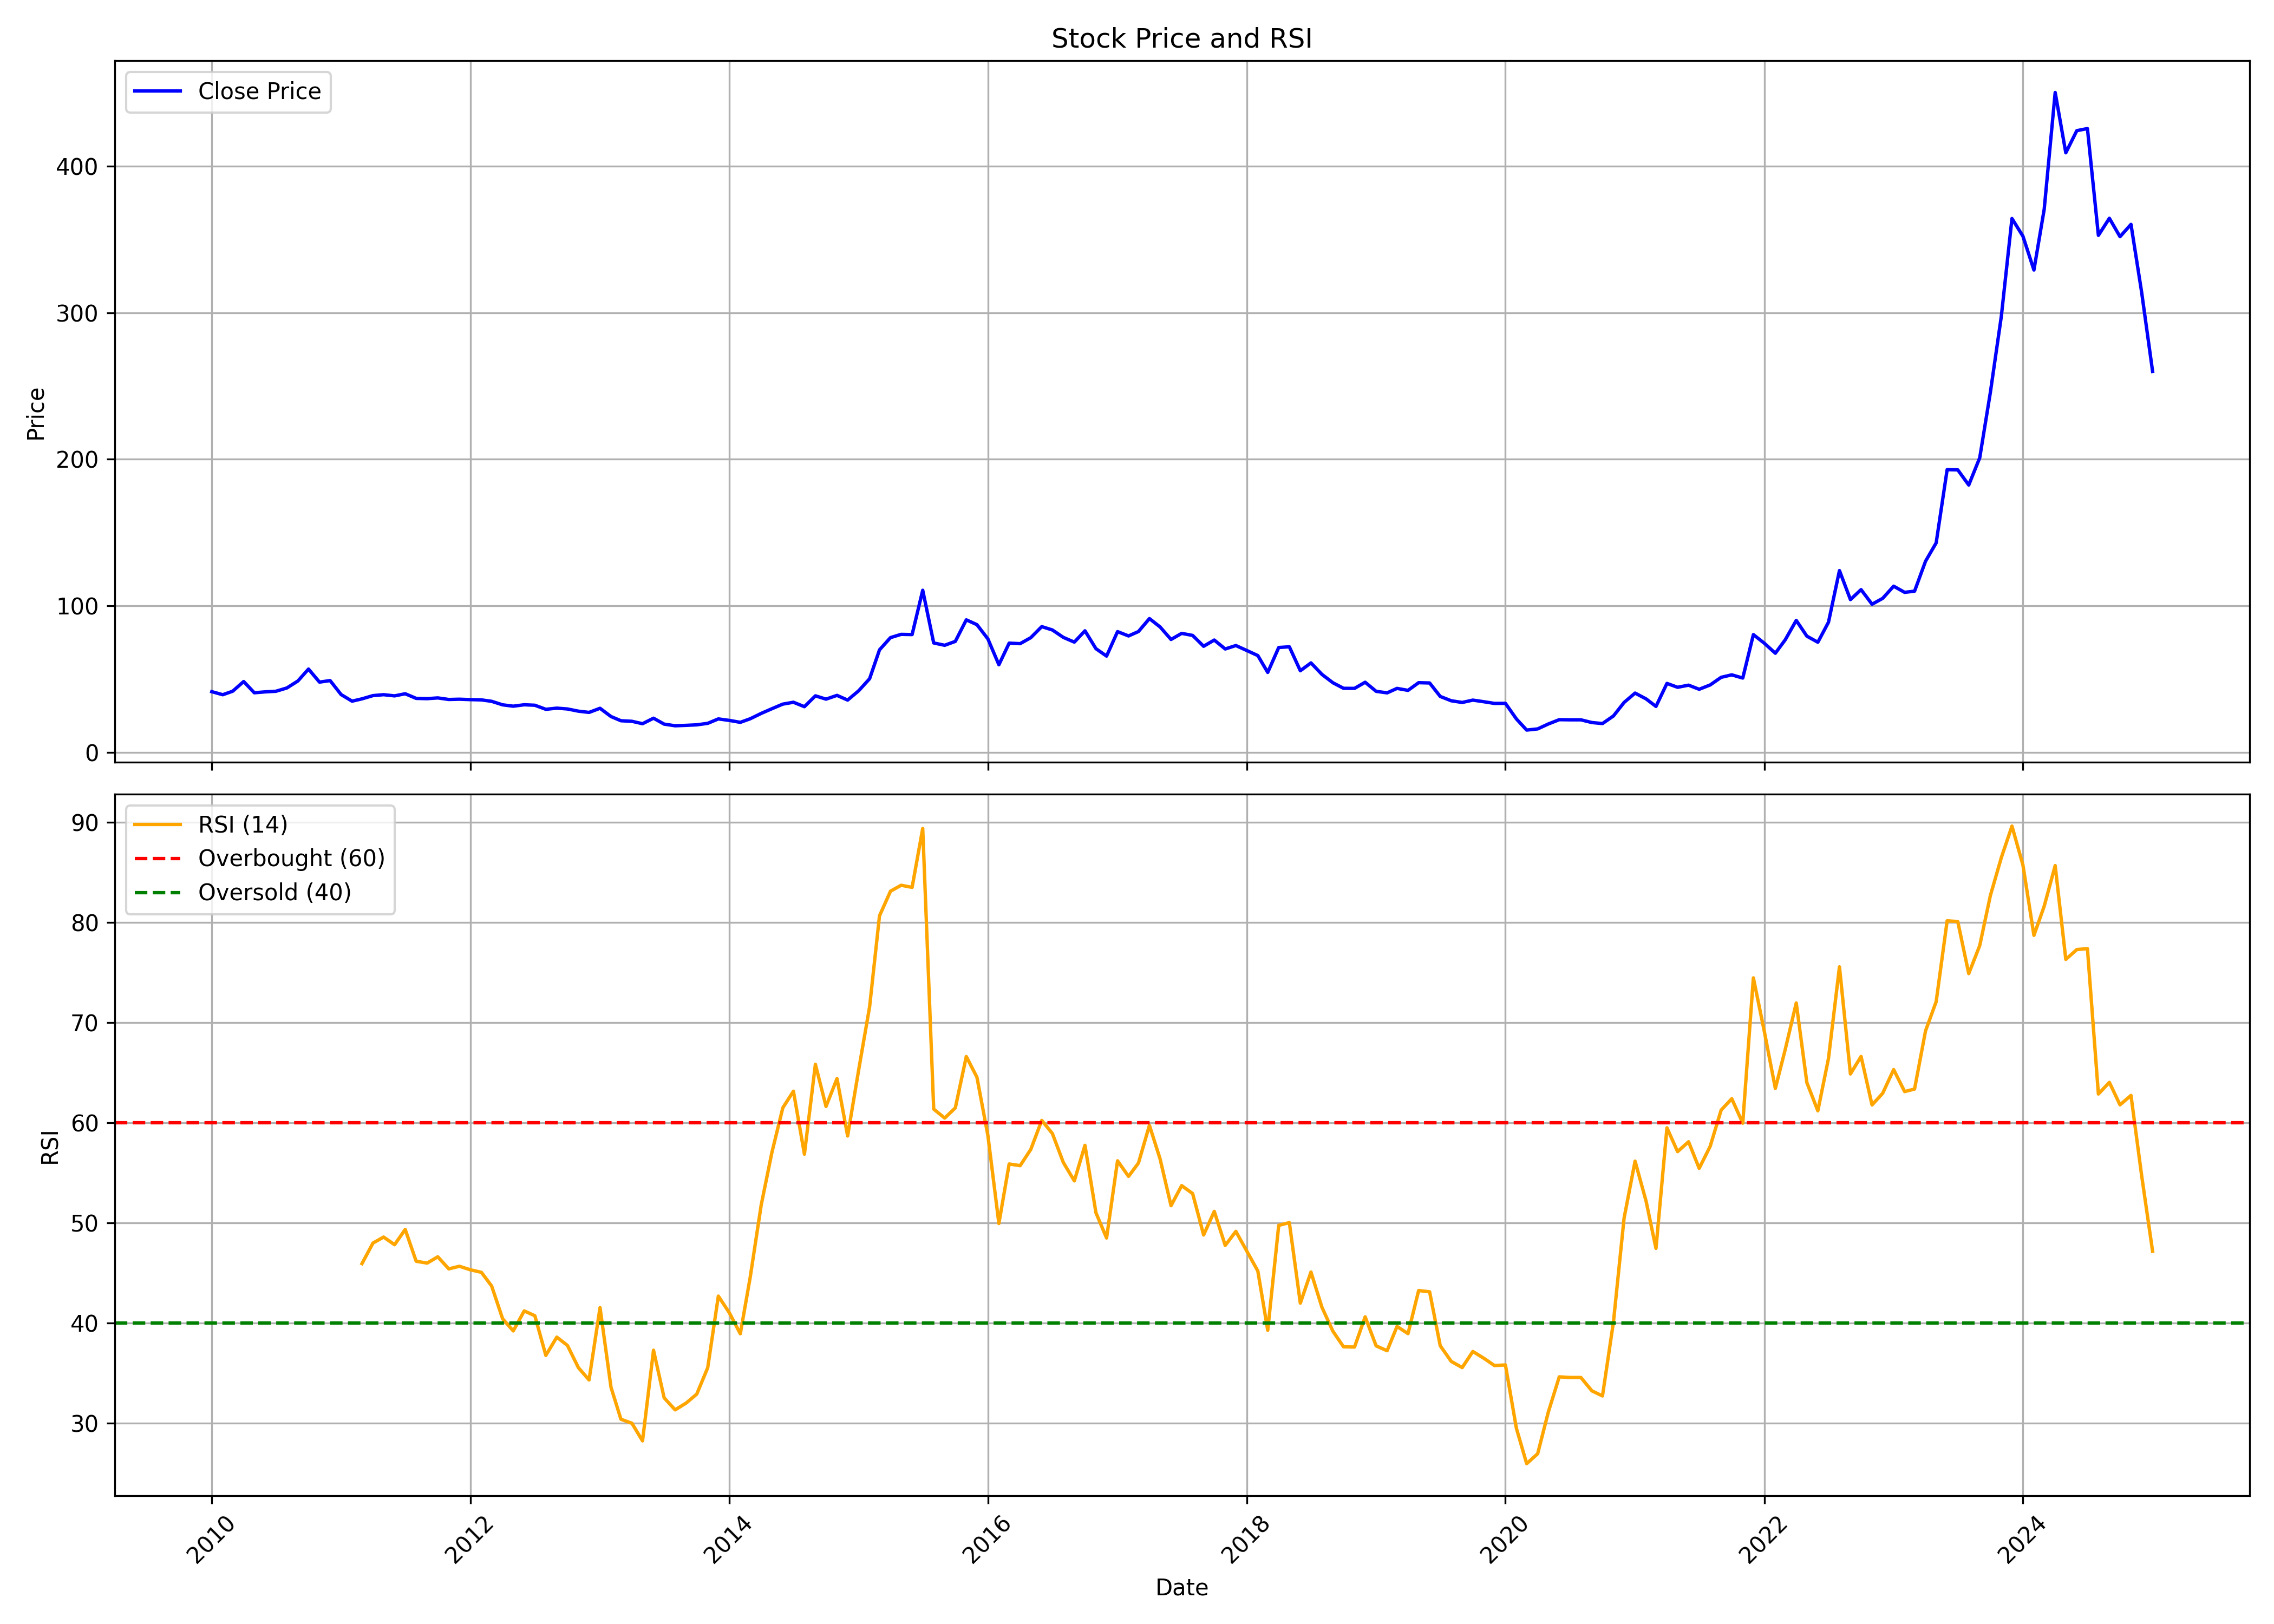 Stock Price and RSI
Close Price
Price
400
300
200
100
0
RSI (14)
Overbought (60)
Oversold (40)
RSI
90
80
70
60
50
40
30
2010
2012
2014
2016
2018
2020
2022
2024
Date